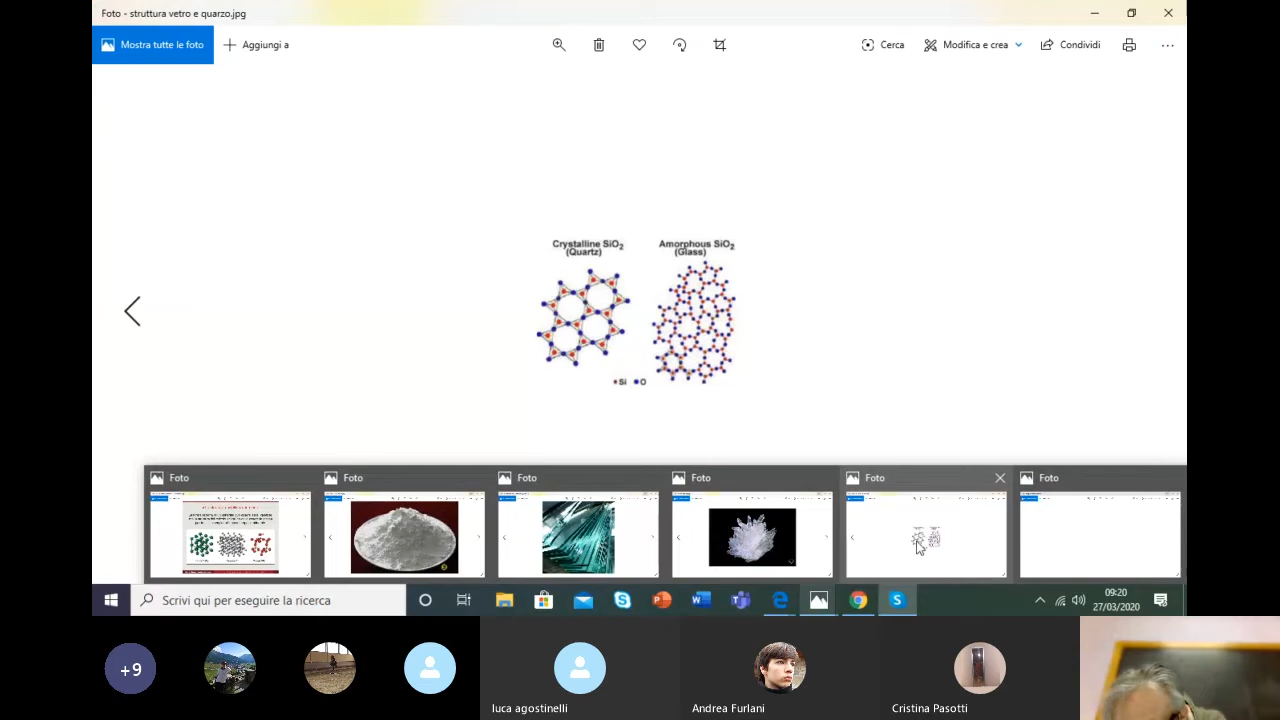 Foto - struttura vetro e quarzo.jpg
Mostra tutte le foto
Aggiungi a
Cerca
Modifica e crea
Condividi
Crystalline SiO2
(Quartz)
Amorphous SiO2
(Glass)
Si O
Foto
Foto
Foto
Foto
Foto
Foto
Scrivi qui per eseguire la ricerca
09:20
27/03/2020
+9
luca agostinelli
Andrea Furlani
Cristina Pasotti